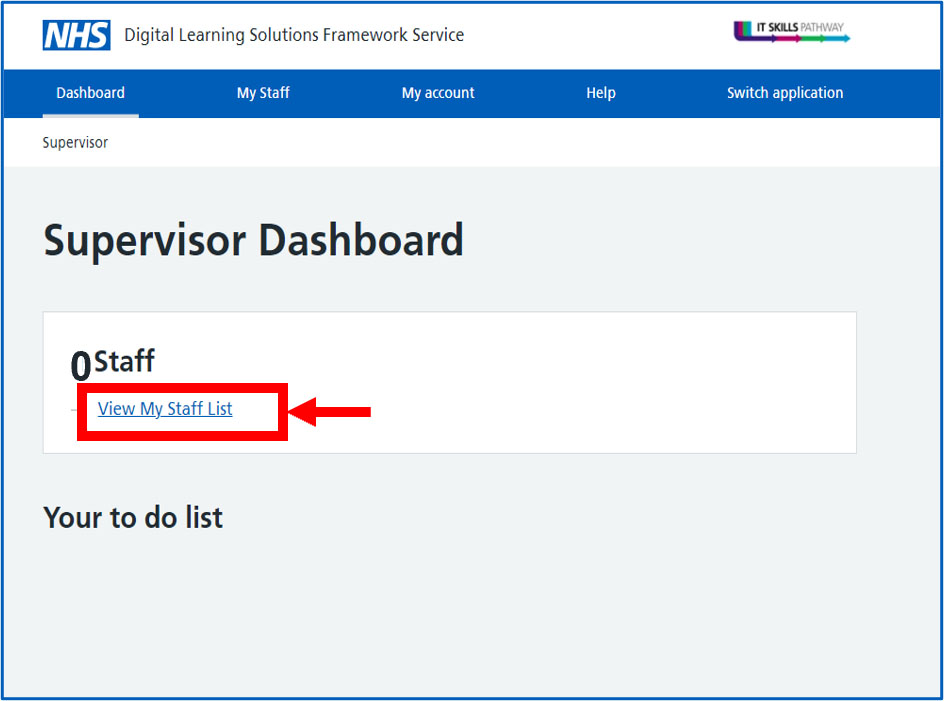 NHS Digital Learning Solutions Framework Service
IT SKILLS PATHWAY
Dashboard My Staff My account Help Switch application
Supervisor
Supervisor Dashboard
0 Staff
View My Staff List
Your to do list